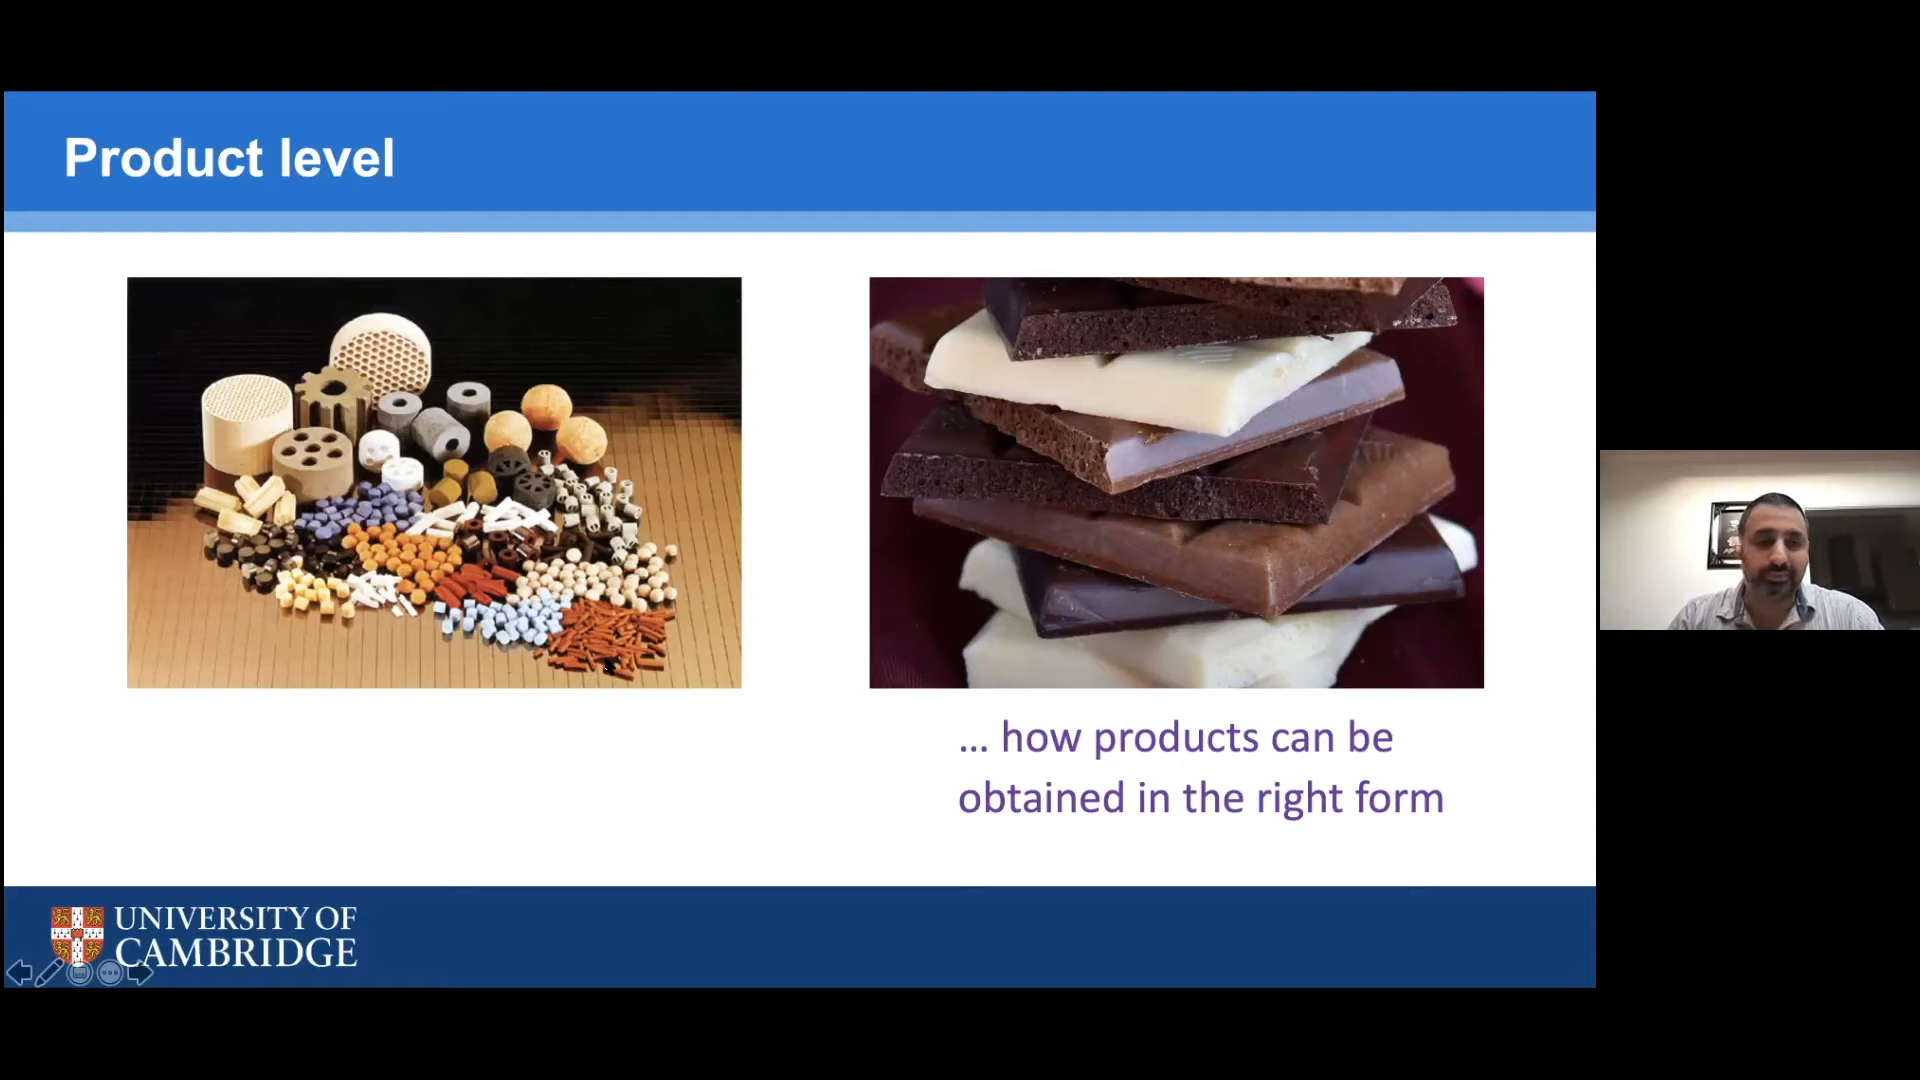 Product level
... how products can be
obtained in the right form
UNIVERSITY OF
CAMBRIDGE